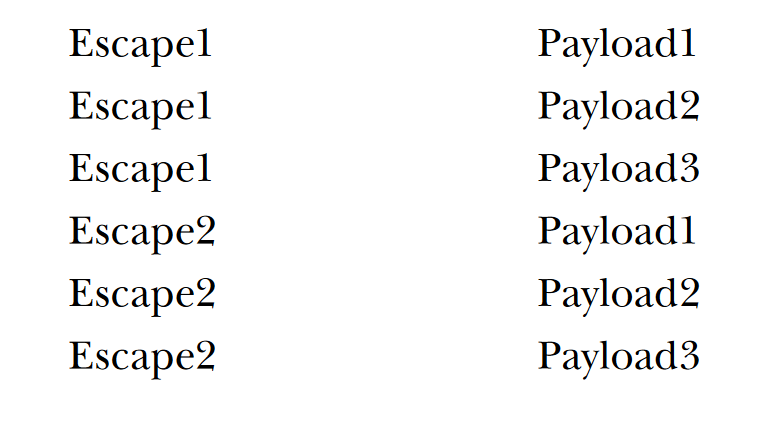 Escape1 Payload1
Escape1 Payload2
Escape1 Payload3
Escape2 Payload1
Escape2 Payload2
Escape2 Payload3